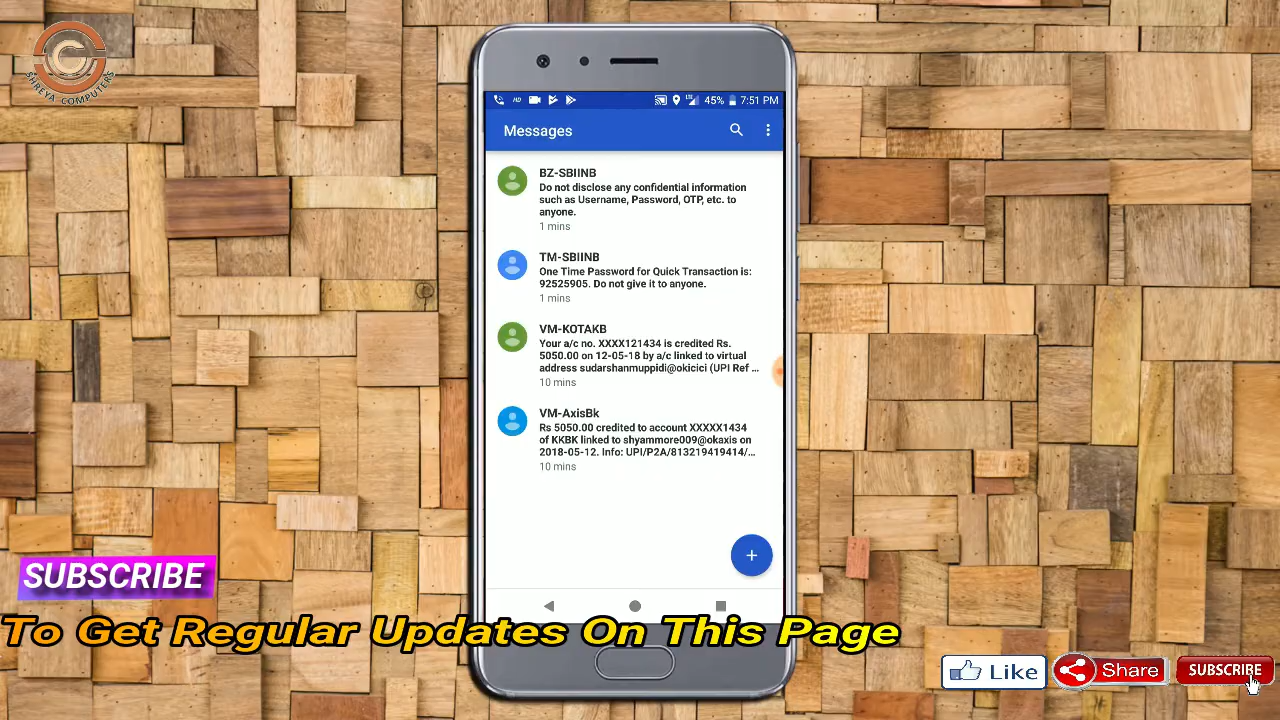 SHREYA COMPUTERS
HD
LTE
45%
7:51 PM
Messages
BZ-SBIINB
Do not disclose any confidential information
such as Username, Password, OTP, etc. to
anyone.
1 mins
TM-SBIINB
One Time Password for Quick Transaction is:
92525905. Do not give it to anyone.
1 mins
VM-KOTAKB
Your a/c no. XXXX121434 is credited Rs.
5050.00 on 12-05-18 by a/c linked to virtual
address sudarshanmuppidi@okicici (UPI Ref ...
10 mins
VM-AxisBk
Rs 5050.00 credited to account XXXXX1434
of KKBK linked to shyammore009@okaxis on
2018-05-12. Info: UPI/P2A/813219419414/...
10 mins
SUBSCRIBE
To Get Regular Updates On This Page
Like
Share
SUBSCRIBE